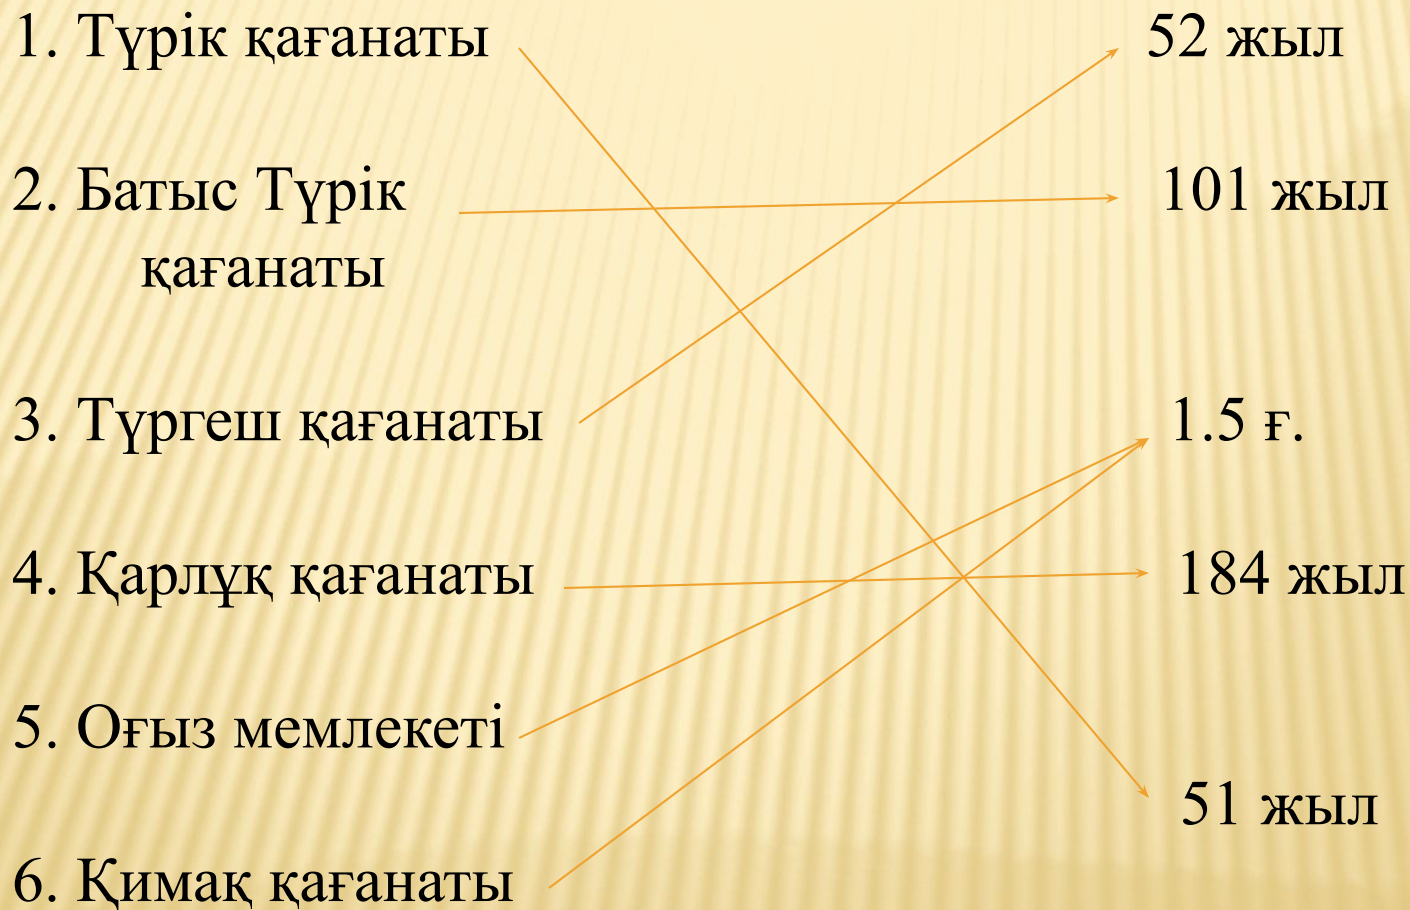 1. Түрік қағанаты 52 жыл
2. Батыс Түрік 101 жыл
қағанаты
3. Түргеш қағанаты 1.5 ғ.
4. Қарлұқ қағанаты 184 жыл
5. Оғыз мемлекеті
51 жыл
6. Қимақ қағанаты